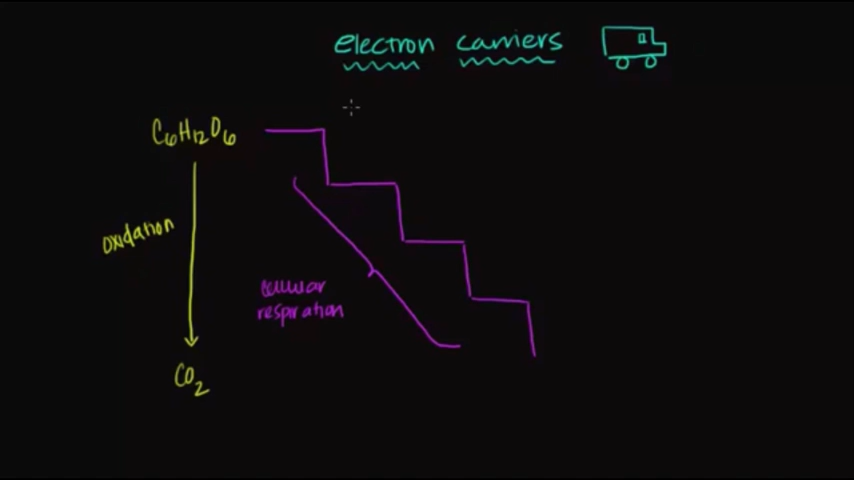 electron carriers
C6H12O6
oxidation
cellular
respiration
CO2